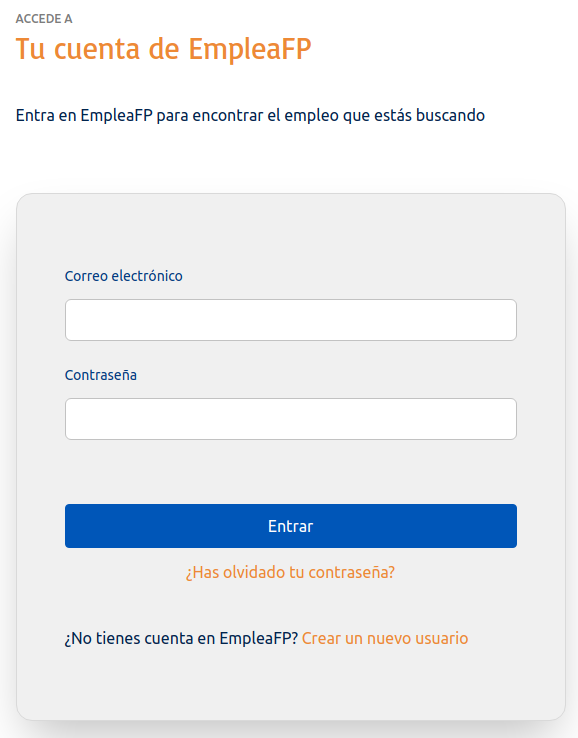 ACCEDE A
Tu cuenta de EmpleaFP
Entra en EmpleaFP para encontrar el empleo que estás buscando
Correo electrónico
Contraseña
Entrar
¿Has olvidado tu contraseña?
¿No tienes cuenta en EmpleaFP? Crear un nuevo usuario